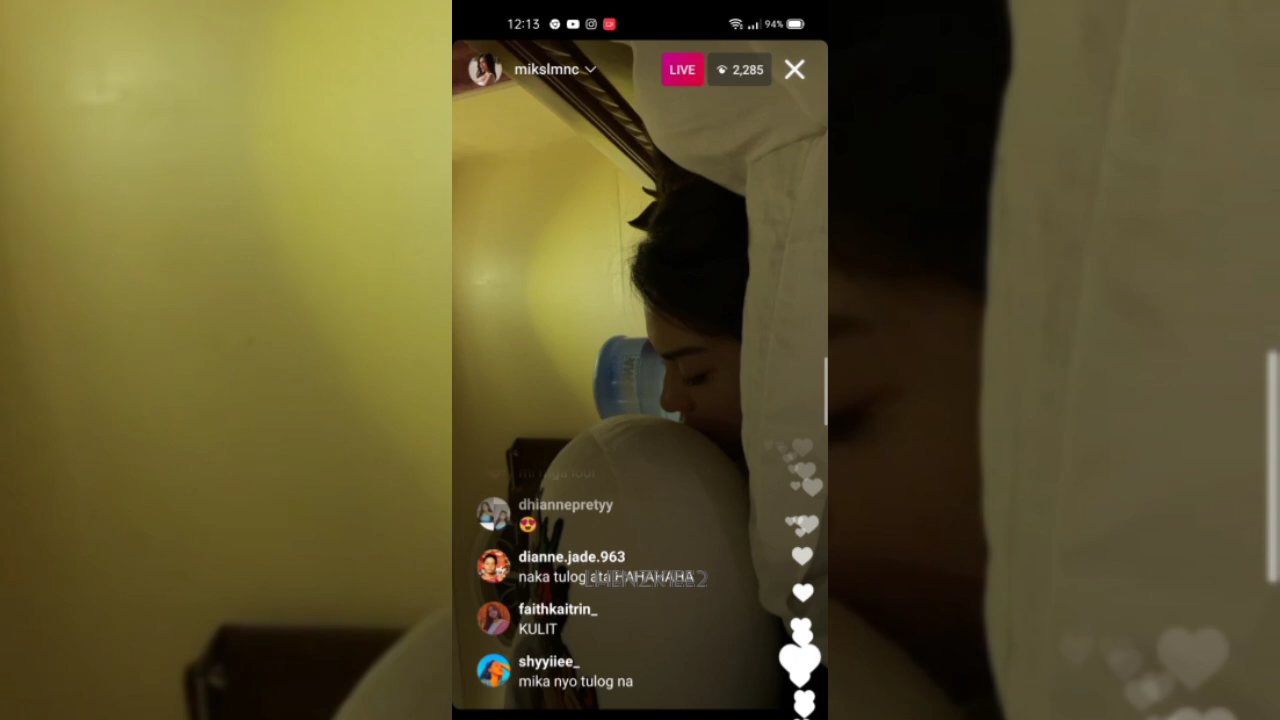 12:13
94%
mikslmnc
LIVE
2,285
dhiannepretyy
😍
dianne.jade.963
naka tulog ata HAHAHAHA
faithkaitrin_
KULIT
shyyiiee_
mika nyo tulog na